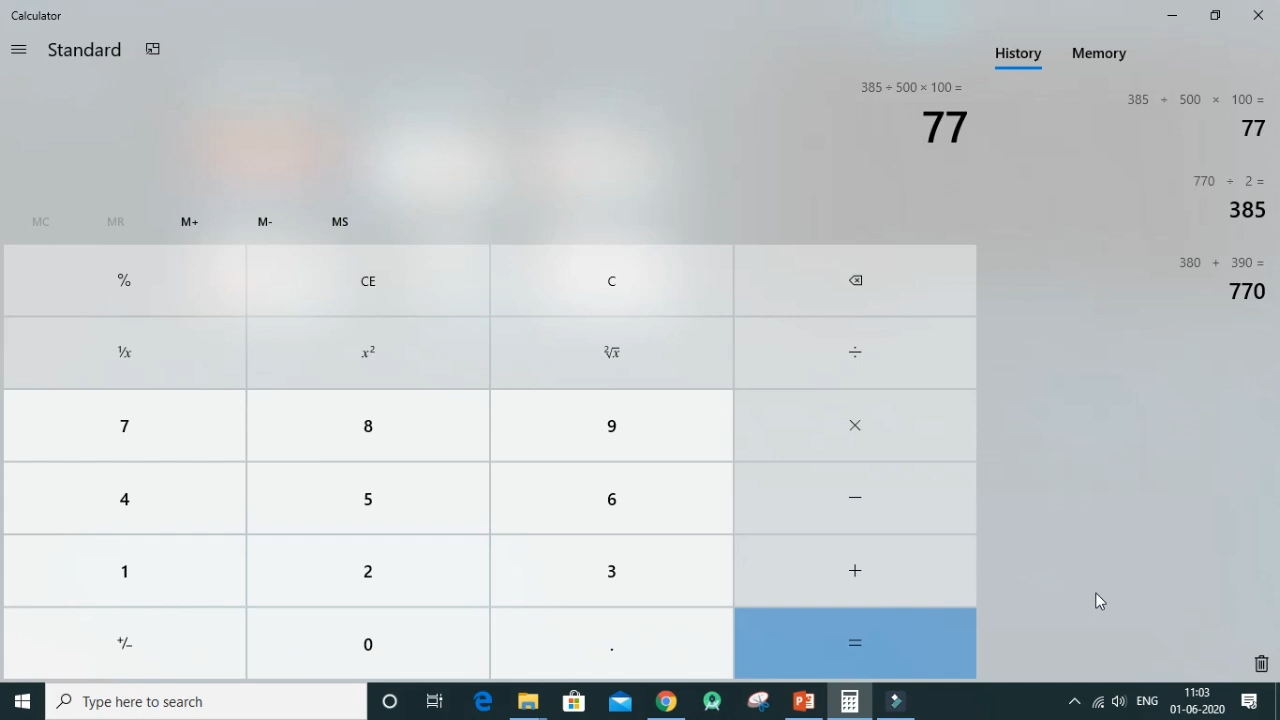 Calculator
Standard
History Memory
385 ÷ 500 × 100 =
77
385 ÷ 500 × 100 =
77
770 ÷ 2 =
385
380 + 390 =
770
MC MR M+ M- MS
% CE C
¹/x x² ²√x ÷
7 8 9 ×
4 5 6 −
1 2 3 +
+/− 0 . =
Type here to search
ENG
11:03
01-06-2020